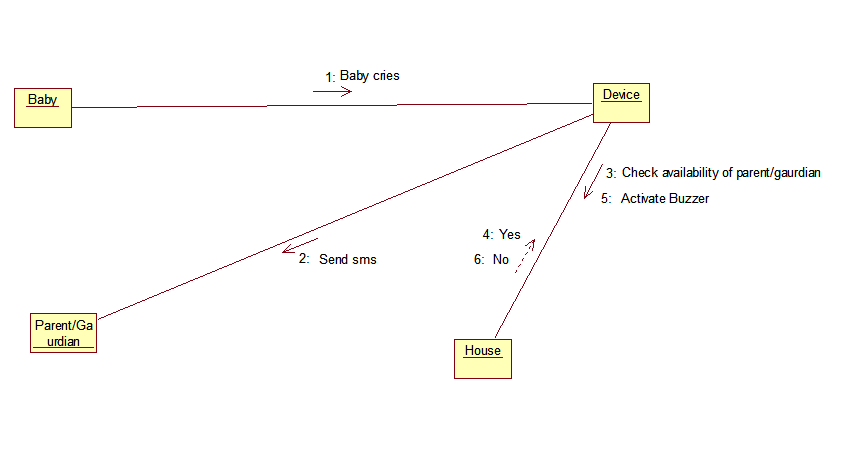 1: Baby cries
Baby
Device
3: Check availability of parent/gaurdian
5: Activate Buzzer
4: Yes
6: No
2: Send sms
Parent/Ga
urdian
House